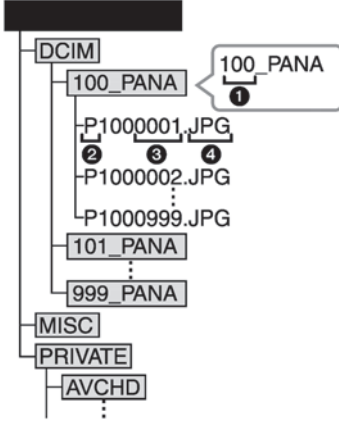 DCIM
100_PANA
100_PANA
❶
P1000001.JPG
❷ ❸ ❹
P1000002.JPG
P1000999.JPG
101_PANA
999_PANA
MISC
PRIVATE
AVCHD